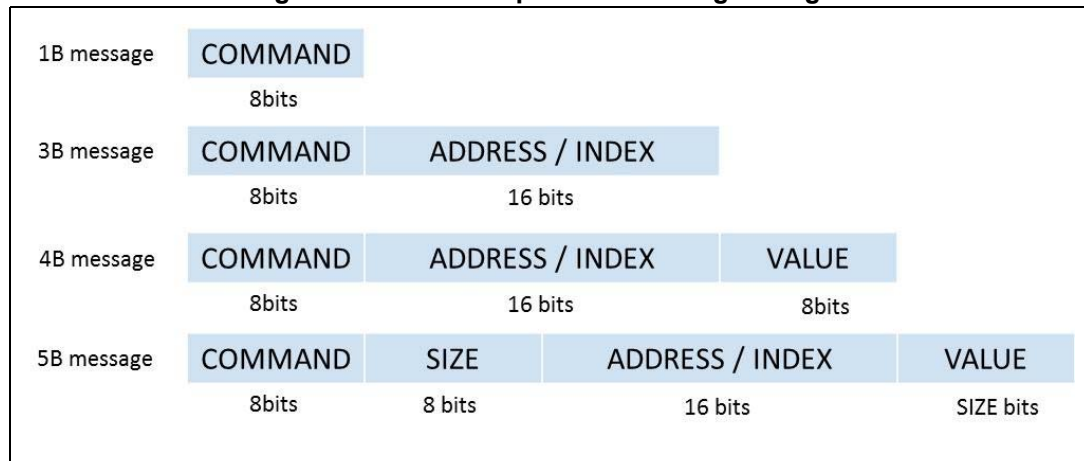 1B message COMMAND
8bits
3B message COMMAND ADDRESS / INDEX
8bits 16 bits
4B message COMMAND ADDRESS / INDEX VALUE
8bits 16 bits 8bits
5B message COMMAND SIZE ADDRESS / INDEX VALUE
8bits 8 bits 16 bits SIZE bits